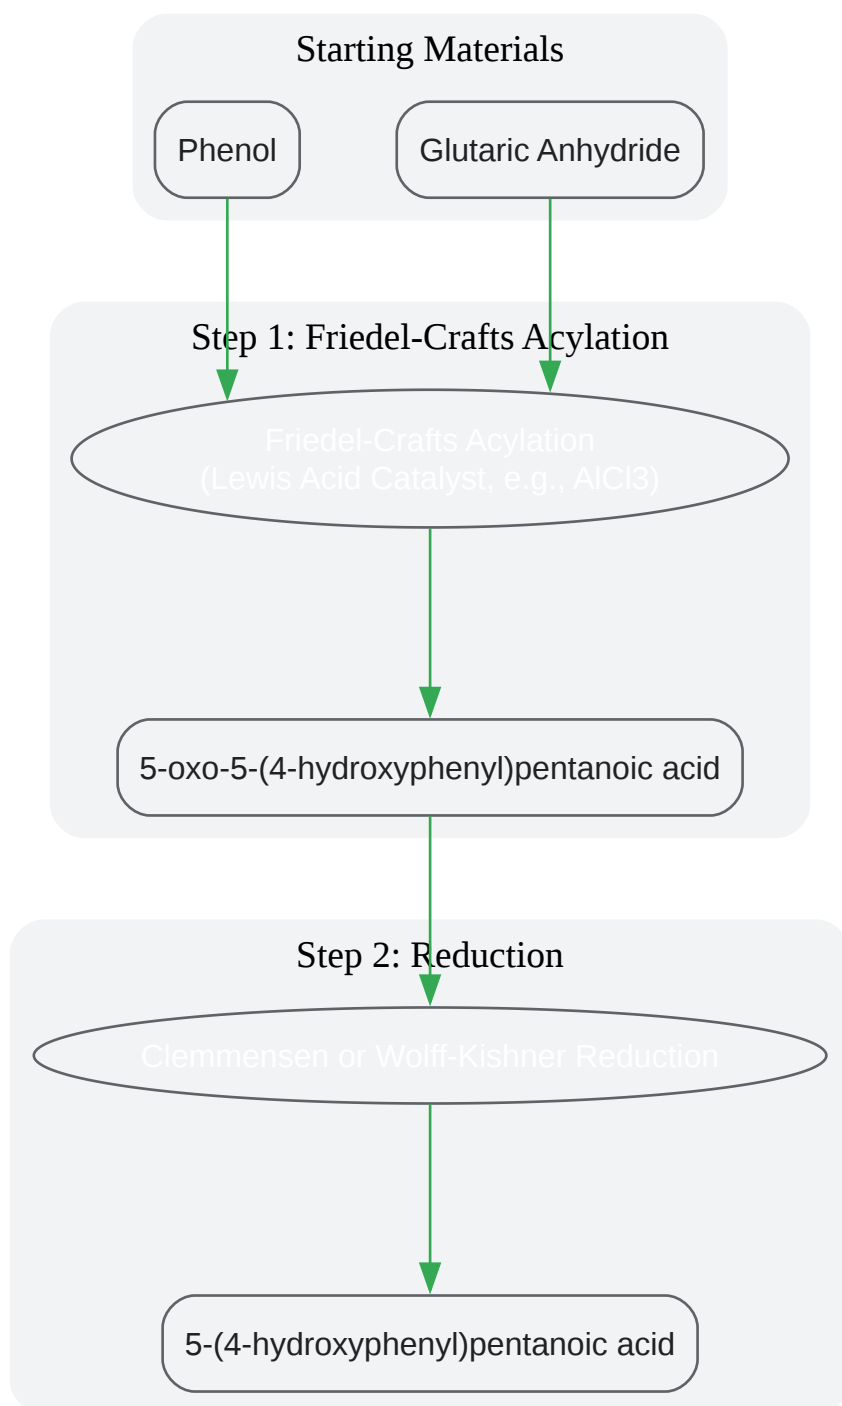 Starting Materials
Phenol
Glutaric Anhydride
Step 1: Friedel-Crafts Acylation
Friedel-Crafts Acylation
(Lewis Acid Catalyst, e.g., AlCl3)
5-oxo-5-(4-hydroxyphenyl)pentanoic acid
Step 2: Reduction
Clemmensen or Wolff-Kishner Reduction
5-(4-hydroxyphenyl)pentanoic acid